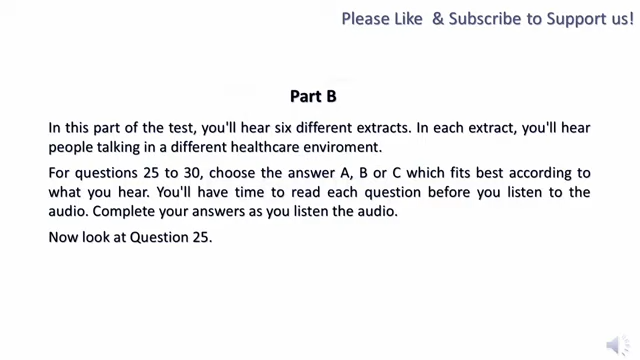 Please Like & Subscribe to Support us!
Part B
In this part of the test, you'll hear six different extracts. In each extract, you'll hear
people talking in a different healthcare enviroment.
For questions 25 to 30, choose the answer A, B or C which fits best according to
what you hear. You'll have time to read each question before you listen to the
audio. Complete your answers as you listen the audio.
Now look at Question 25.